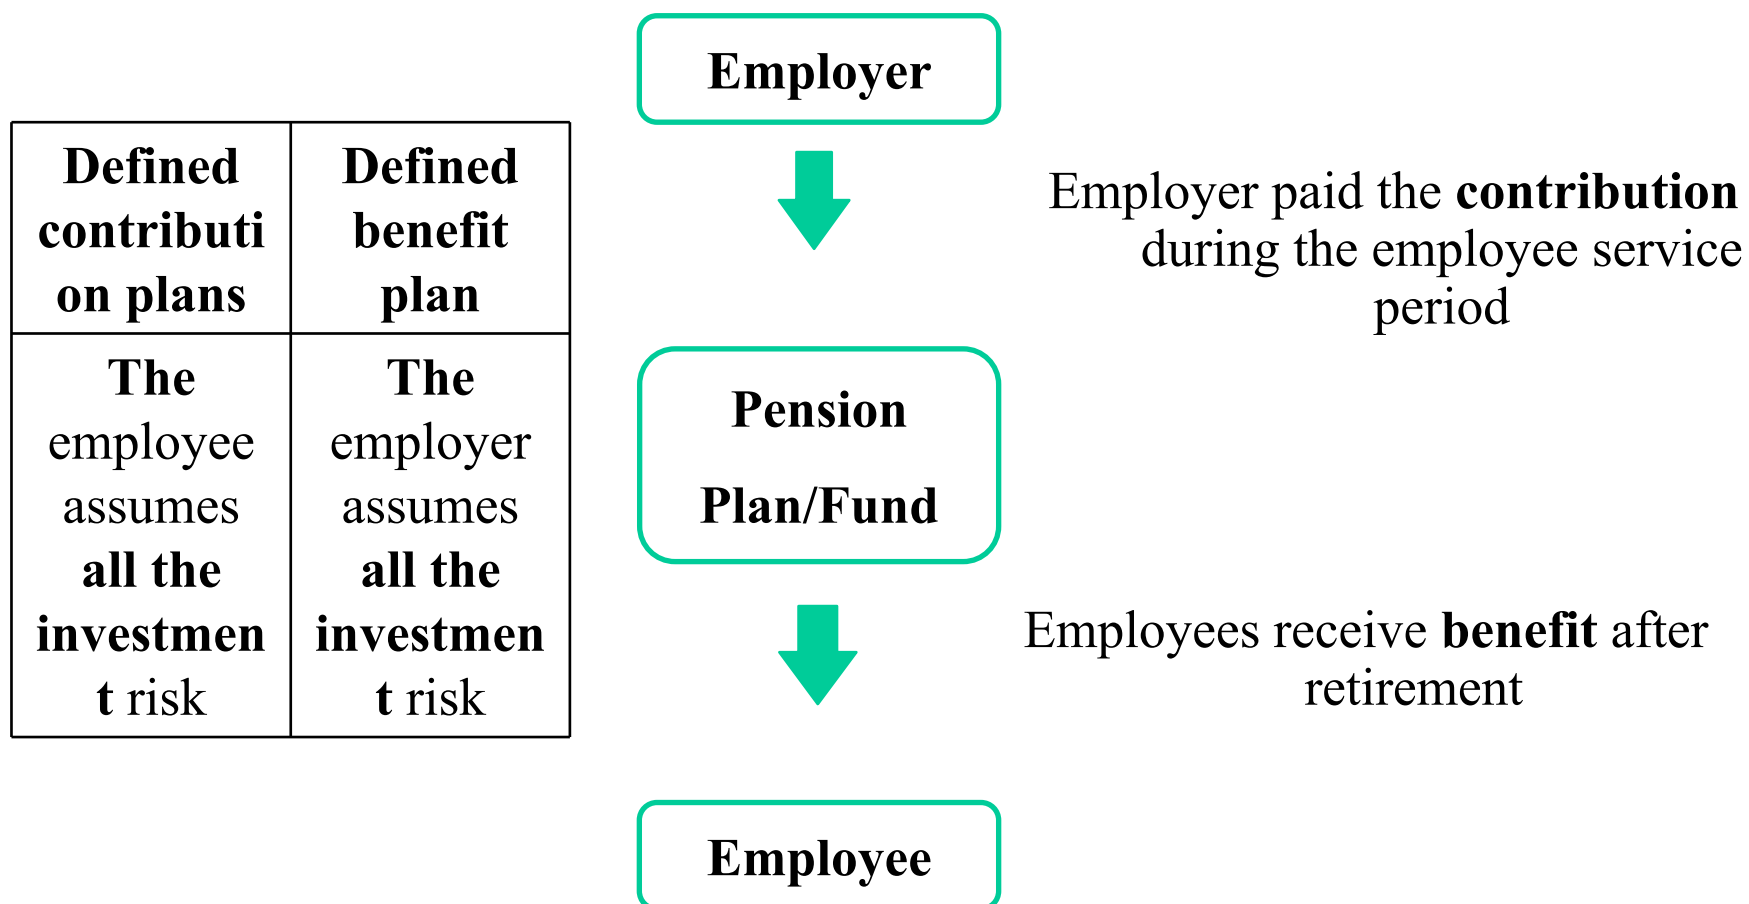 Employer
Defined
contributi
on plans
Defined
benefit
plan
The
employee
assumes
all the
investmen
t risk
The
employer
assumes
all the
investmen
t risk
Employer paid the contribution
during the employee service
period
Pension
Plan/Fund
Employees receive benefit after
retirement
Employee